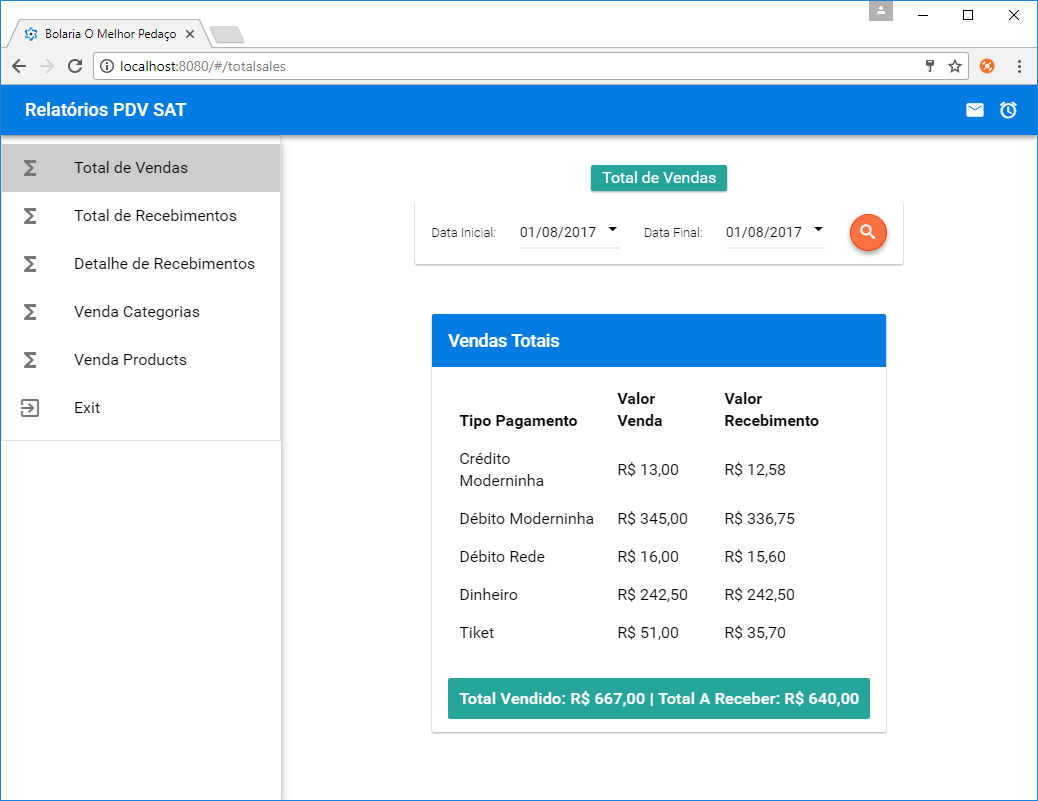 Bolaria O Melhor Pedaço
localhost:8080/#/totalsales
Relatórios PDV SAT
Total de Vendas
Total de Recebimentos
Detalhe de Recebimentos
Venda Categorias
Venda Products
Exit
Total de Vendas
Data Inicial: 01/08/2017 Data Final: 01/08/2017
Vendas Totais
Tipo Pagamento Valor Venda Valor Recebimento
Crédito Moderninha R$ 13,00 R$ 12,58
Débito Moderninha R$ 345,00 R$ 336,75
Débito Rede R$ 16,00 R$ 15,60
Dinheiro R$ 242,50 R$ 242,50
Tiket R$ 51,00 R$ 35,70
Total Vendido: R$ 667,00 | Total A Receber: R$ 640,00